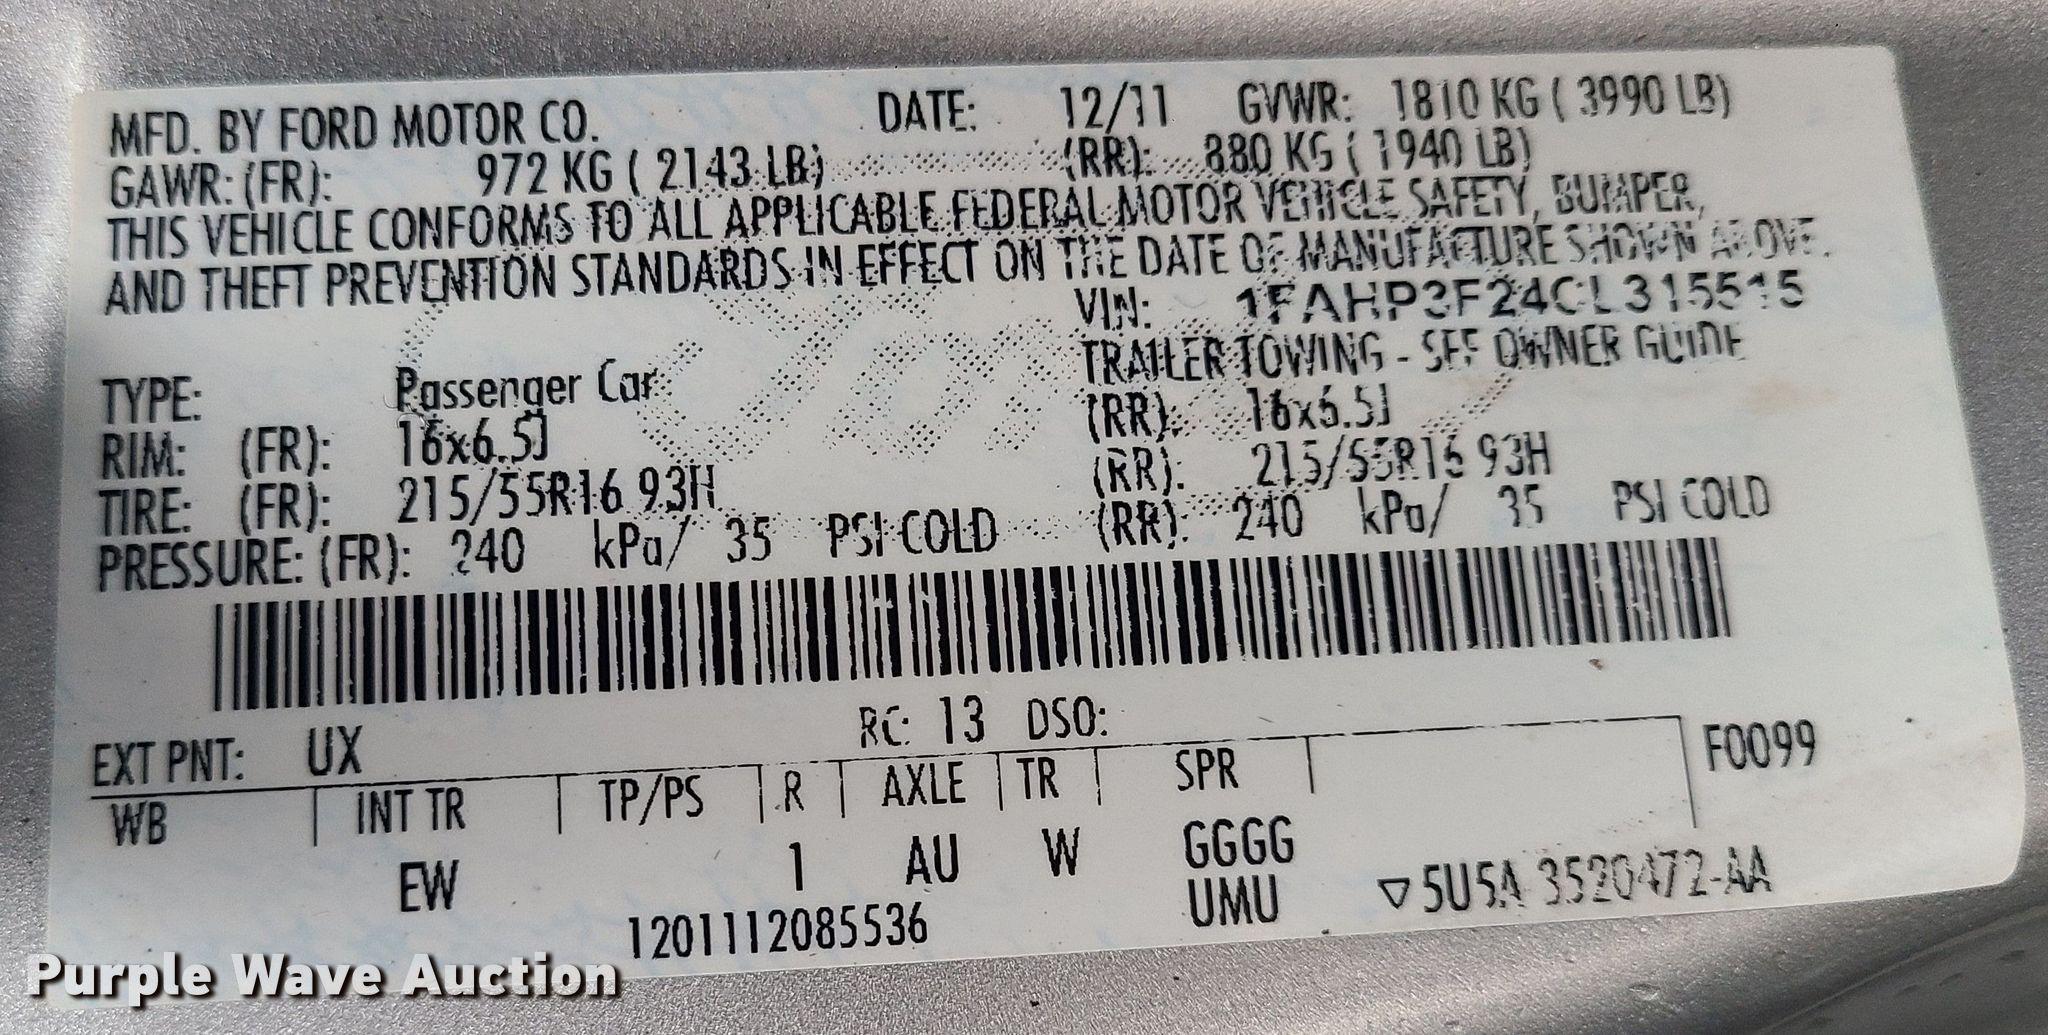 MFD. BY FORD MOTOR CO. DATE: 12/11 GVWR: 1810 KG ( 3990 LB)
GAWR: (FR): 972 KG ( 2143 LB) (RR): 880 KG ( 1940 LB)
THIS VEHICLE CONFORMS TO ALL APPLICABLE FEDERAL MOTOR VEHICLE SAFETY, BUMPER,
AND THEFT PREVENTION STANDARDS IN EFFECT ON THE DATE OF MANUFACTURE SHOWN ABOVE.
VIN: 1FAHP3F24CL315515
TRAILER TOWING - SEE OWNER GUIDE
TYPE: Passenger Car
RIM: (FR): 16x6.5J (RR): 16x6.5J
TIRE: (FR): 215/55R16 93H (RR): 215/55R16 93H
PRESSURE: (FR): 240 kPa/ 35 PSI COLD (RR): 240 kPa/ 35 PSI COLD
EXT PNT: UX RC: 13 DSO: F0099
WB INT TR TP/PS R AXLE TR SPR
EW 1 AU W GGGG
UMU
1201112085536 ▽5U5A 3520472-AA
Purple Wave Auction